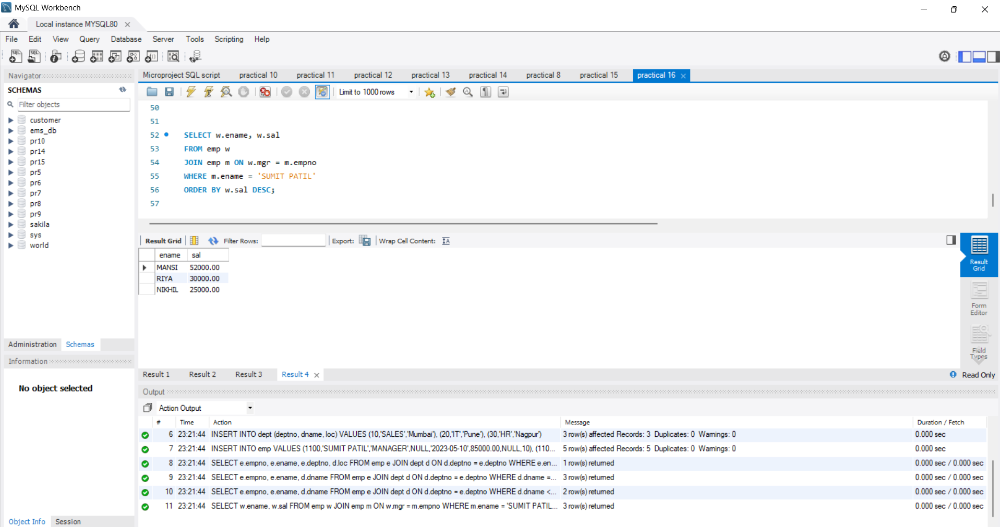 MySQL Workbench
Local instance MYSQL80
File Edit View Query Database Server Tools Scripting Help
Navigator
SCHEMAS
Filter objects
customer
ems_db
pr10
pr14
pr15
pr5
pr6
pr7
pr8
pr9
sakila
sys
world
Administration Schemas
Information
No object selected
Object Info Session
Microproject SQL script practical 10 practical 11 practical 12 practical 13 practical 14 practical 8 practical 15 practical 16
Limit to 1000 rows
50
51
52 SELECT w.ename, w.sal
53 FROM emp w
54 JOIN emp m ON w.mgr = m.empno
55 WHERE m.ename = 'SUMIT PATIL'
56 ORDER BY w.sal DESC;
57
Result Grid Filter Rows: Export: Wrap Cell Content:
ename sal
MANSI 52000.00
RIYA 30000.00
NIKHIL 25000.00
Result Grid
Form Editor
Field Types
Result 1 Result 2 Result 3 Result 4 Read Only
Output
Action Output
# Time Action Message Duration / Fetch
6 23:21:44 INSERT INTO dept (deptno, dname, loc) VALUES (10,'SALES','Mumbai'), (20,'IT','Pune'), (30,'HR','Nagpur') 3 row(s) affected Records: 3 Duplicates: 0 Warnings: 0 0.000 sec
7 23:21:44 INSERT INTO emp VALUES (1100,'SUMIT PATIL','MANAGER',NULL,'2023-05-10',85000.00,NULL,10), (110... 5 row(s) affected Records: 5 Duplicates: 0 Warnings: 0 0.000 sec
8 23:21:44 SELECT e.empno, e.ename, e.deptno, d.loc FROM emp e JOIN dept d ON d.deptno = e.deptno WHERE e.en... 1 row(s) returned 0.000 sec / 0.000 sec
9 23:21:44 SELECT e.empno, e.ename, d.dname FROM emp e JOIN dept d ON d.deptno = e.deptno WHERE d.dname =... 3 row(s) returned 0.000 sec / 0.000 sec
10 23:21:44 SELECT e.empno, e.ename, d.dname FROM emp e JOIN dept d ON d.deptno = e.deptno WHERE d.dname <... 2 row(s) returned 0.000 sec / 0.000 sec
11 23:21:44 SELECT w.ename, w.sal FROM emp w JOIN emp m ON w.mgr = m.empno WHERE m.ename = 'SUMIT PATIL... 3 row(s) returned 0.000 sec / 0.000 sec